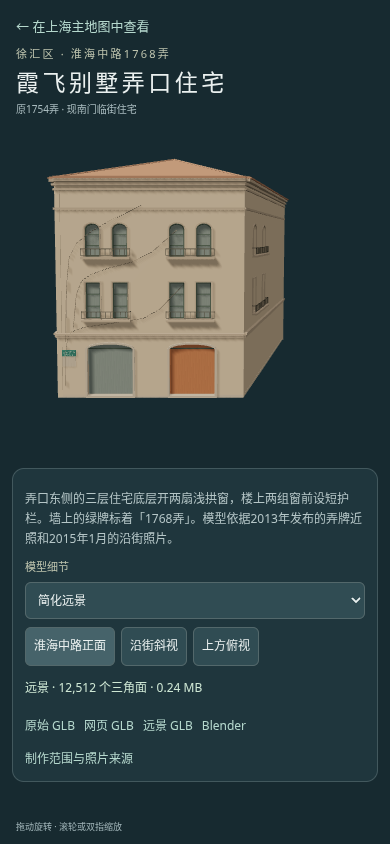 ← 在上海主地图中查看
徐汇区 · 淮海中路1768弄
霞飞别墅弄口住宅
原1754弄 · 现南门临街住宅
弄口东侧的三层住宅底层开两扇浅拱窗，楼上两组窗前设短护
栏。墙上的绿牌标着「1768弄」。模型依据2013年发布的弄牌近
照和2015年1月的沿街照片。
模型细节
简化远景
淮海中路正面 沿街斜视 上方俯视
远景 · 12,512 个三角面 · 0.24 MB
原始 GLB 网页 GLB 远景 GLB Blender
制作范围与照片来源
拖动旋转 · 滚轮或双指缩放